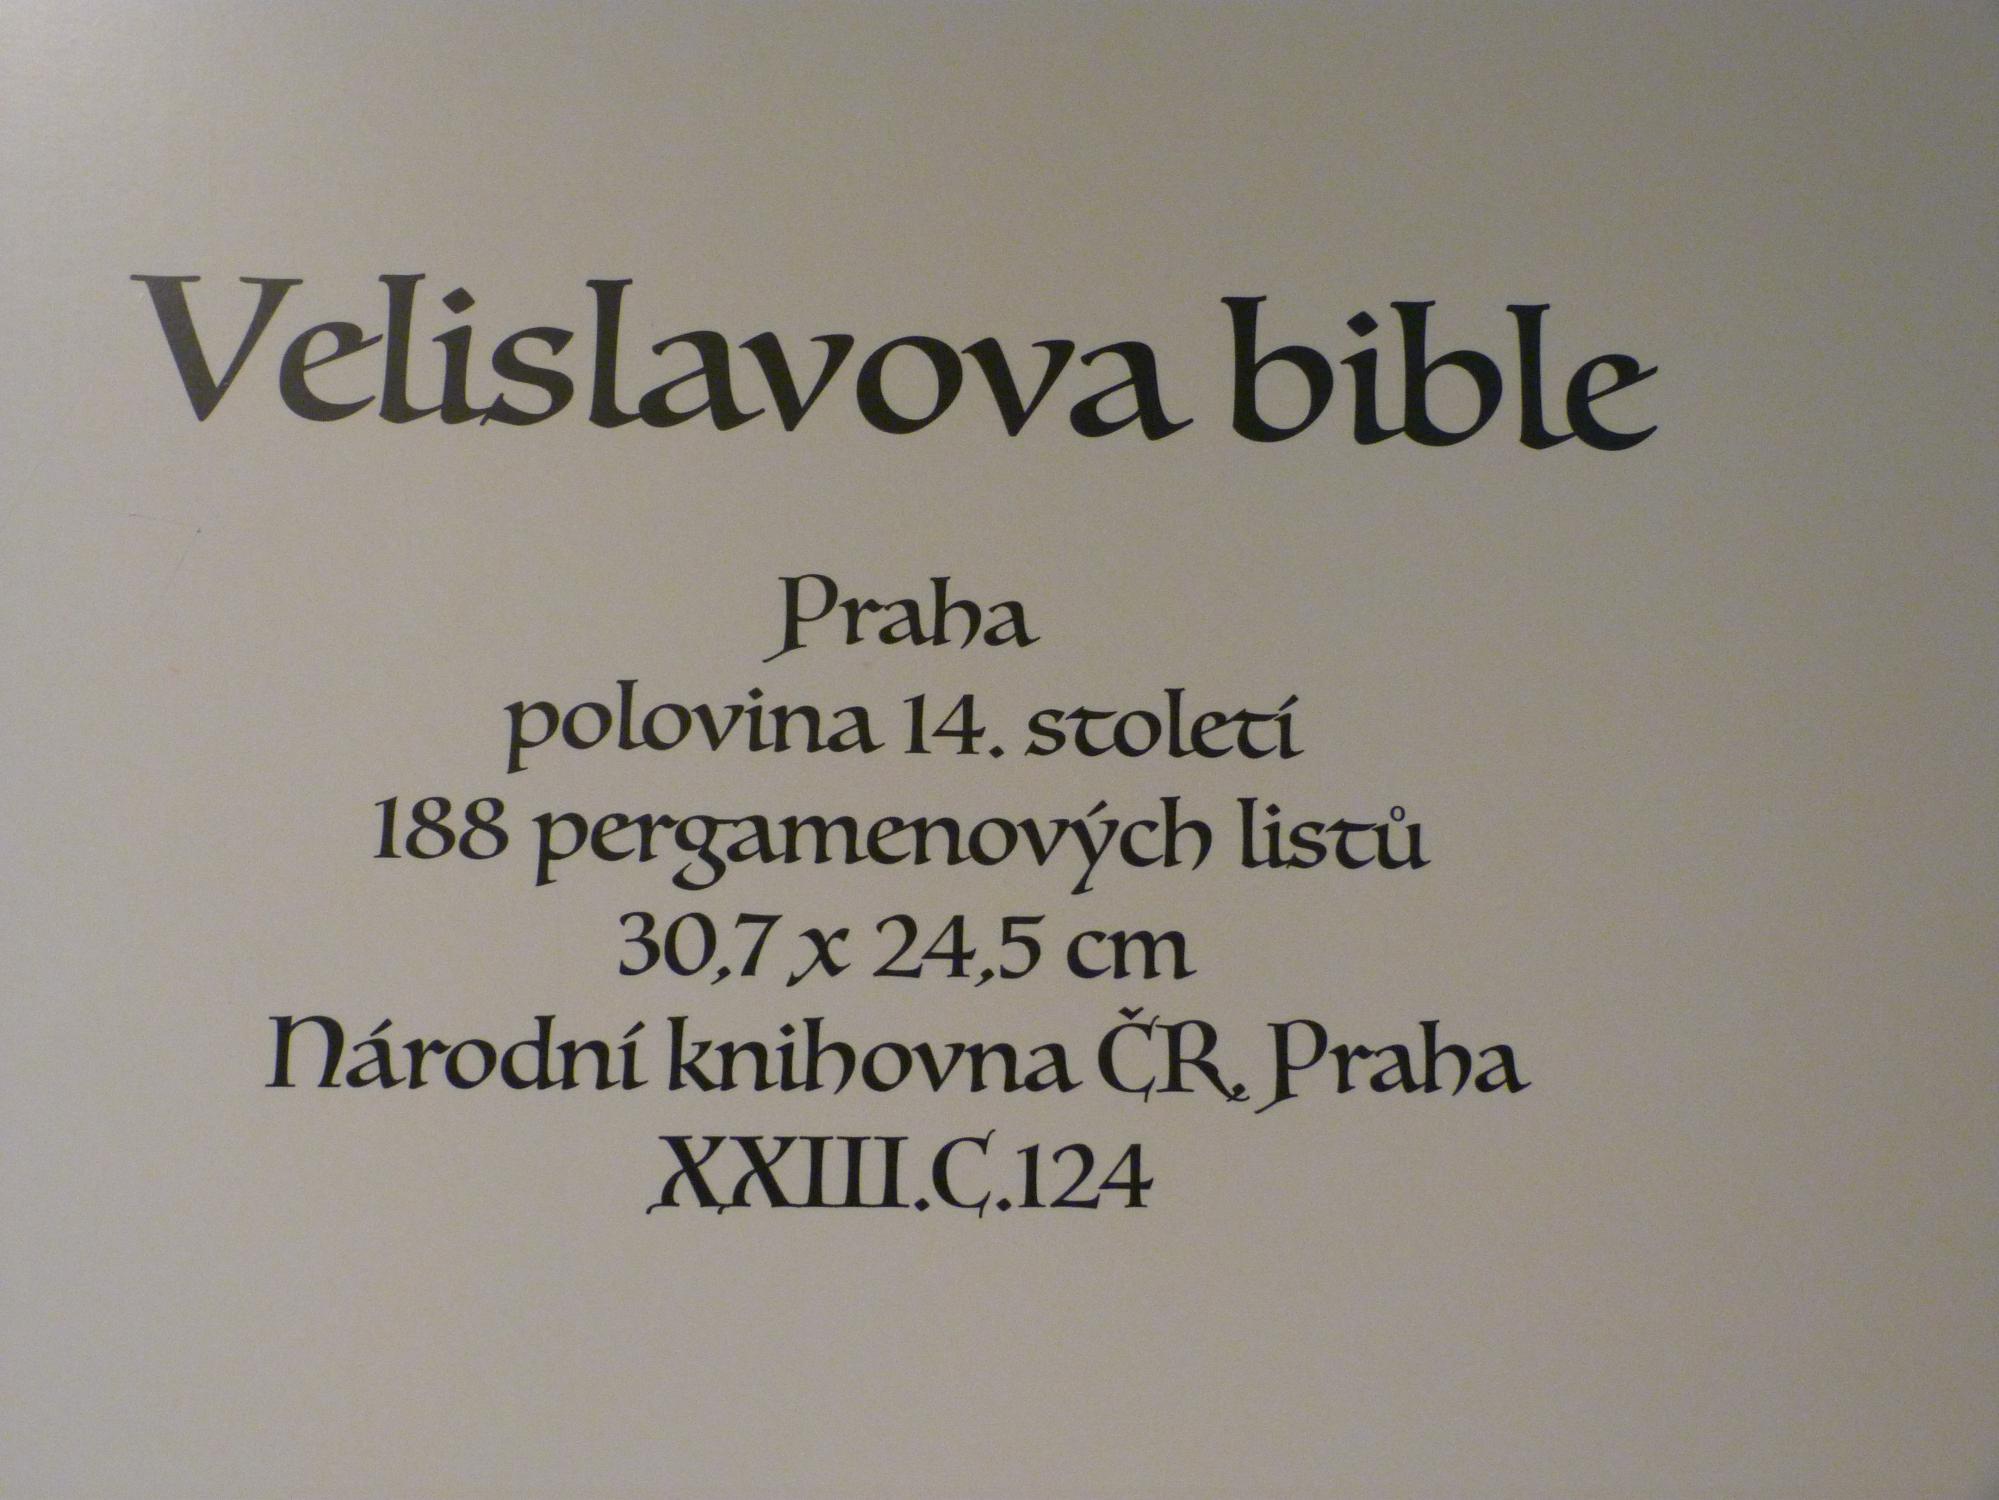 Velislavova bible
Praha
polovina 14. století
188 pergamenových listů
30,7 x 24,5 cm
Národní knihovna ČR, Praha
XXIII.C.124